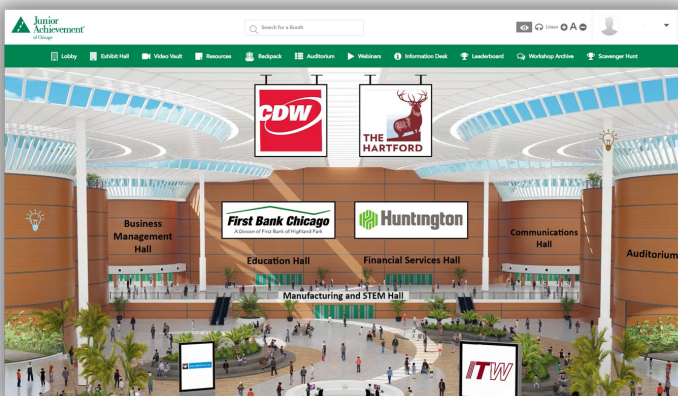 Junior
Achievement®
of Chicago
Search for a Booth
Listen
A
Lobby
Exhibit Hall
Video Vault
Resources
Backpack
Auditorium
Webinars
Information Desk
Leaderboard
Workshop Archive
Scavenger Hunt
CDW
THE
HARTFORD
First Bank Chicago
A Division of First Bank of Highland Park
Huntington
Business
Management
Hall
Education Hall
Financial Services Hall
Communications
Hall
Auditorium
Manufacturing and STEM Hall
ITW